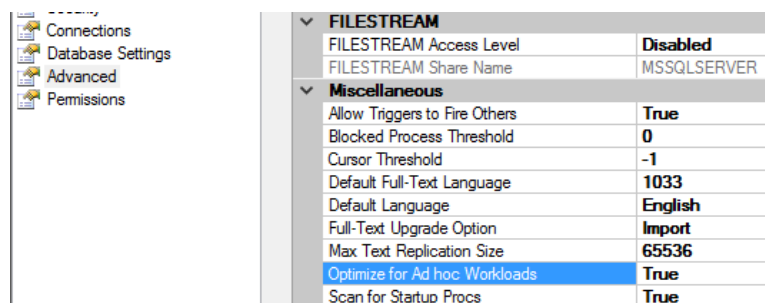 Security
Connections
Database Settings
Advanced
Permissions
FILESTREAM
FILESTREAM Access Level Disabled
FILESTREAM Share Name MSSQLSERVER
Miscellaneous
Allow Triggers to Fire Others True
Blocked Process Threshold 0
Cursor Threshold -1
Default Full-Text Language 1033
Default Language English
Full-Text Upgrade Option Import
Max Text Replication Size 65536
Optimize for Ad hoc Workloads True
Scan for Startup Procs True